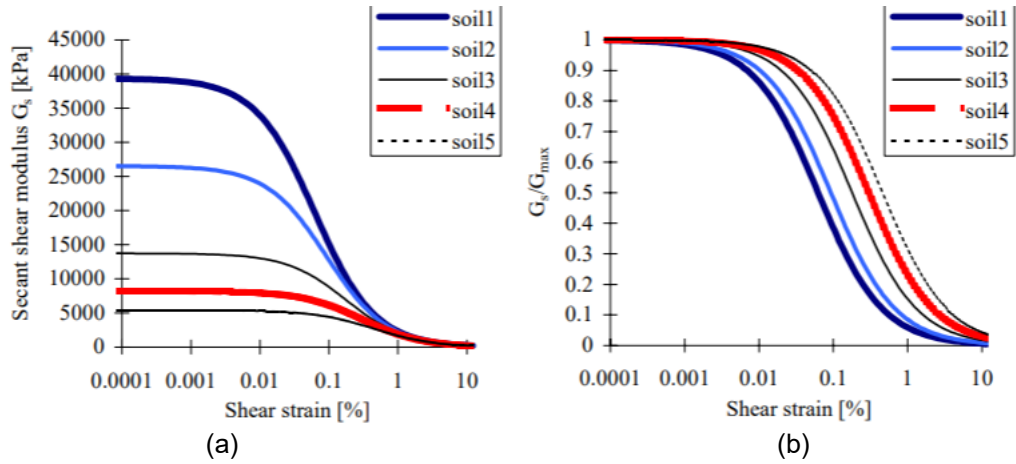 Secant shear modulus Gs [kPa]
45000
40000
35000
30000
25000
20000
15000
10000
5000
0
0.0001 0.001 0.01 0.1 1 10
Shear strain [%]
soil1
soil2
soil3
soil4
soil5
(a)
Gs/Gmax
1
0.9
0.8
0.7
0.6
0.5
0.4
0.3
0.2
0.1
0
0.0001 0.001 0.01 0.1 1 10
Shear strain [%]
soil1
soil2
soil3
soil4
soil5
(b)